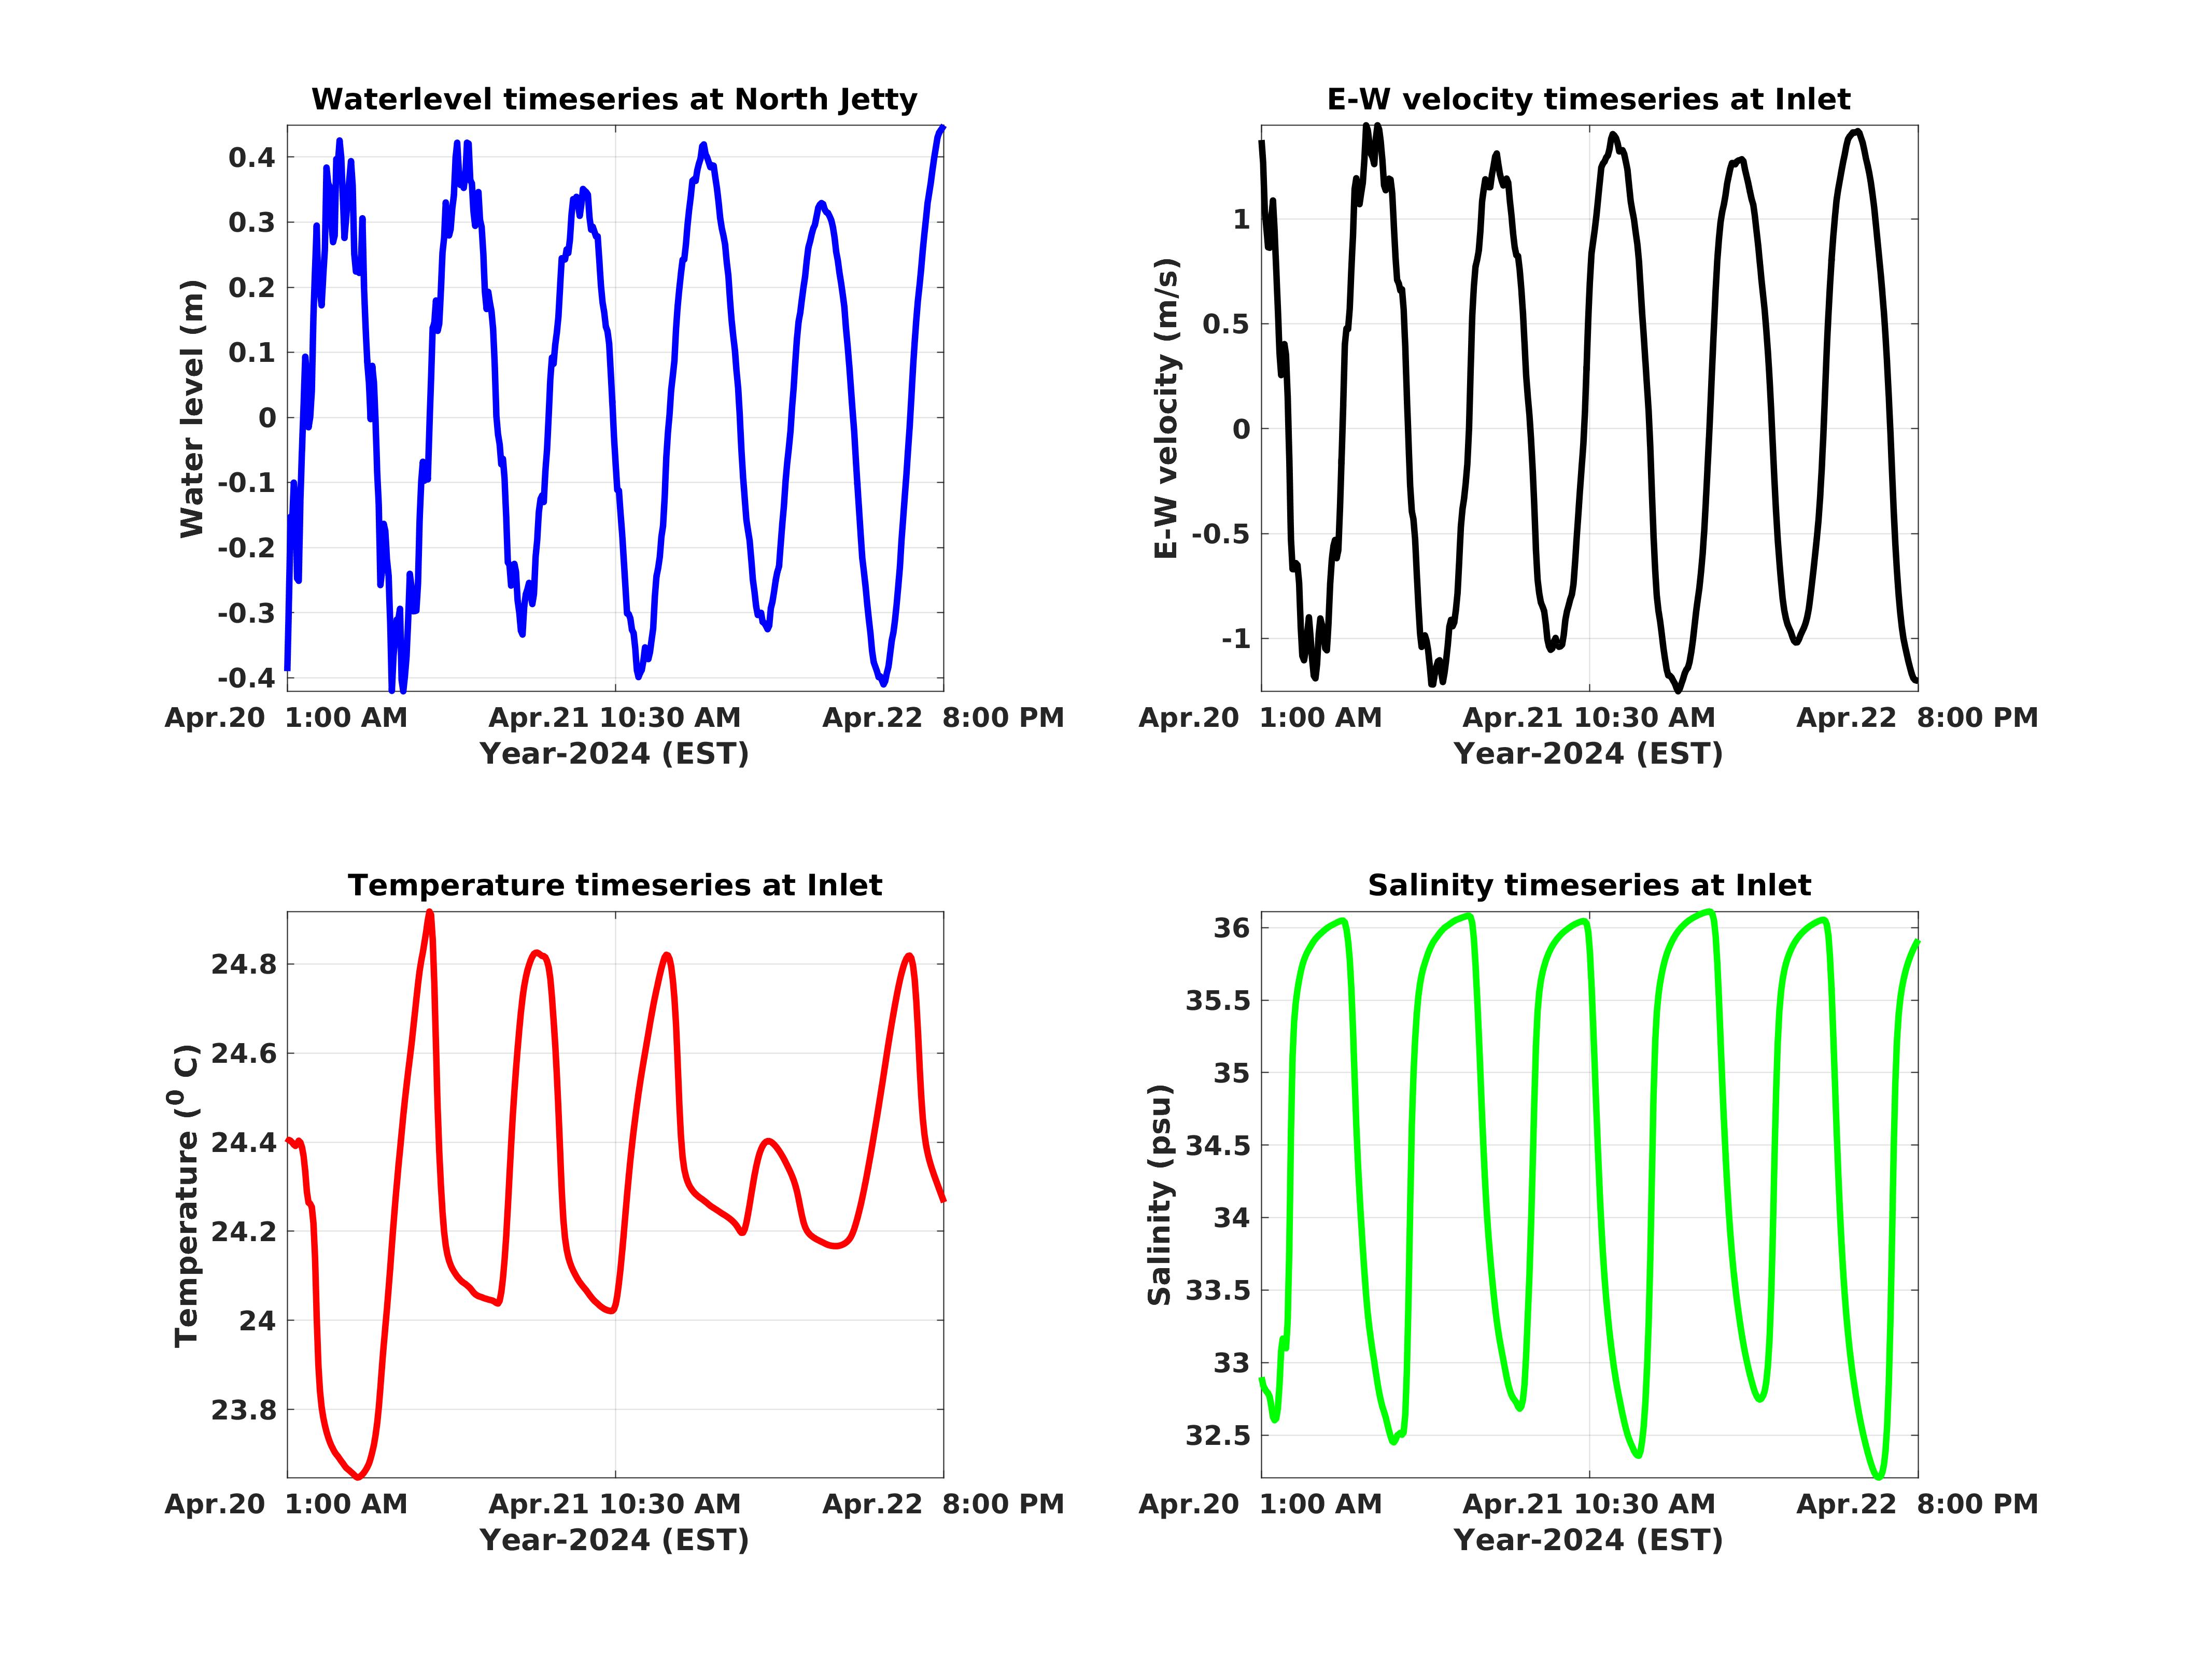 Waterlevel timeseries at North Jetty
Water level (m)
0.4
0.3
0.2
0.1
0
-0.1
-0.2
-0.3
-0.4
Apr.20 1:00 AM Apr.21 10:30 AM Apr.22 8:00 PM
Year-2024 (EST)
E-W velocity timeseries at Inlet
E-W velocity (m/s)
1
0.5
0
-0.5
-1
Apr.20 1:00 AM Apr.21 10:30 AM Apr.22 8:00 PM
Year-2024 (EST)
Temperature timeseries at Inlet
Temperature (⁰ C)
24.8
24.6
24.4
24.2
24
23.8
Apr.20 1:00 AM Apr.21 10:30 AM Apr.22 8:00 PM
Year-2024 (EST)
Salinity timeseries at Inlet
Salinity (psu)
36
35.5
35
34.5
34
33.5
33
32.5
Apr.20 1:00 AM Apr.21 10:30 AM Apr.22 8:00 PM
Year-2024 (EST)